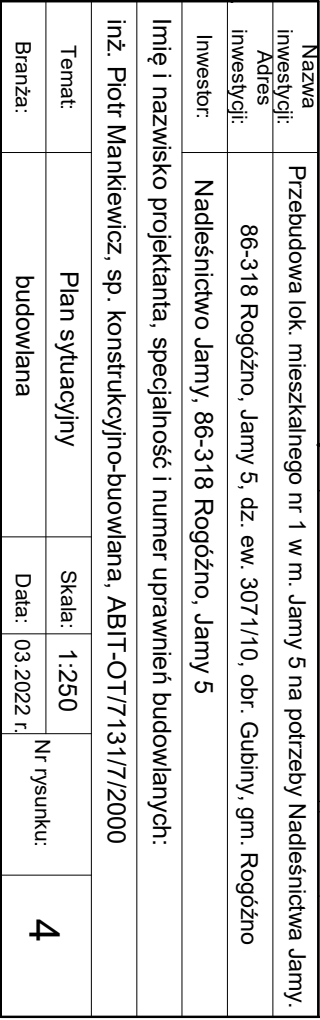 Nazwa inwestycji: Przebudowa lok. mieszkalnego nr 1 w m. Jamy 5 na potrzeby Nadleśnictwa Jamy.
Adres inwestycji: 86-318 Rogóźno, Jamy 5, dz. ew. 3071/10, obr. Gubiny, gm. Rogóźno
Inwestor: Nadleśnictwo Jamy, 86-318 Rogóźno, Jamy 5
Imię i nazwisko projektanta, specjalność i numer uprawnień budowlanych:
inż. Piotr Mankiewicz, sp. konstrukcyjno-buowlana, ABIT-OT/7131/7/2000
Temat: Plan sytuacyjny Skala: 1:250 Nr rysunku: 4
Branża: budowlana Data: 03.2022 r.